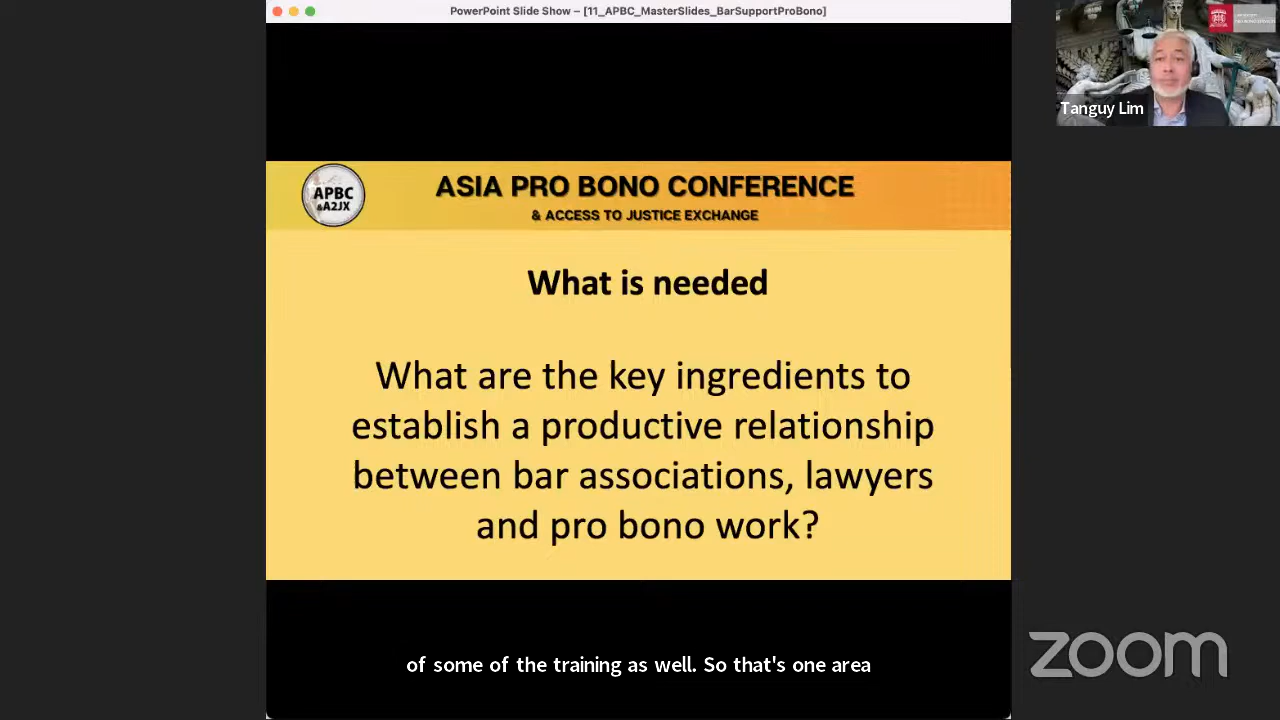 PowerPoint Slide Show – [11_APBC_MasterSlides_BarSupportProBono]
Tanguy Lim
APBC
&A2JX
ASIA PRO BONO CONFERENCE
& ACCESS TO JUSTICE EXCHANGE
What is needed
What are the key ingredients to
establish a productive relationship
between bar associations, lawyers
and pro bono work?
of some of the training as well. So that's one area
zoom